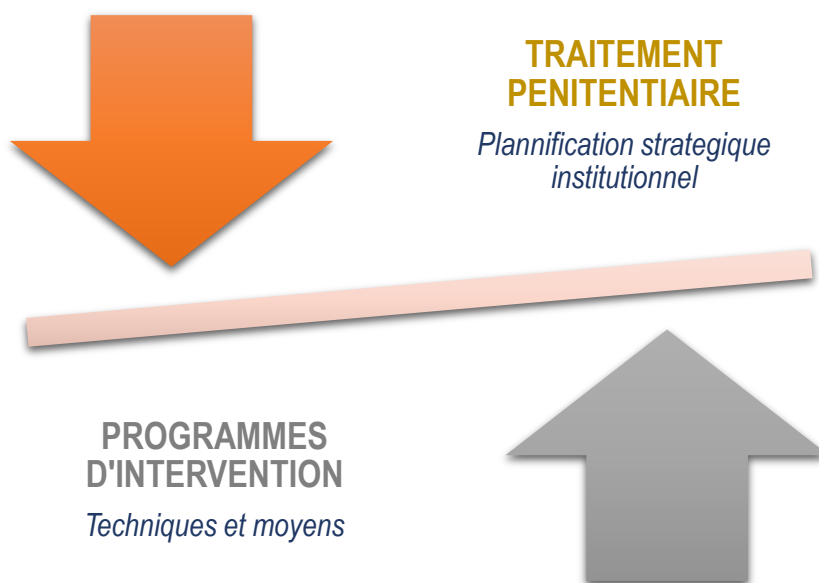 TRAITEMENT
PENITENTIAIRE
Plannification strategique
institutionnel
PROGRAMMES
D'INTERVENTION
Techniques et moyens